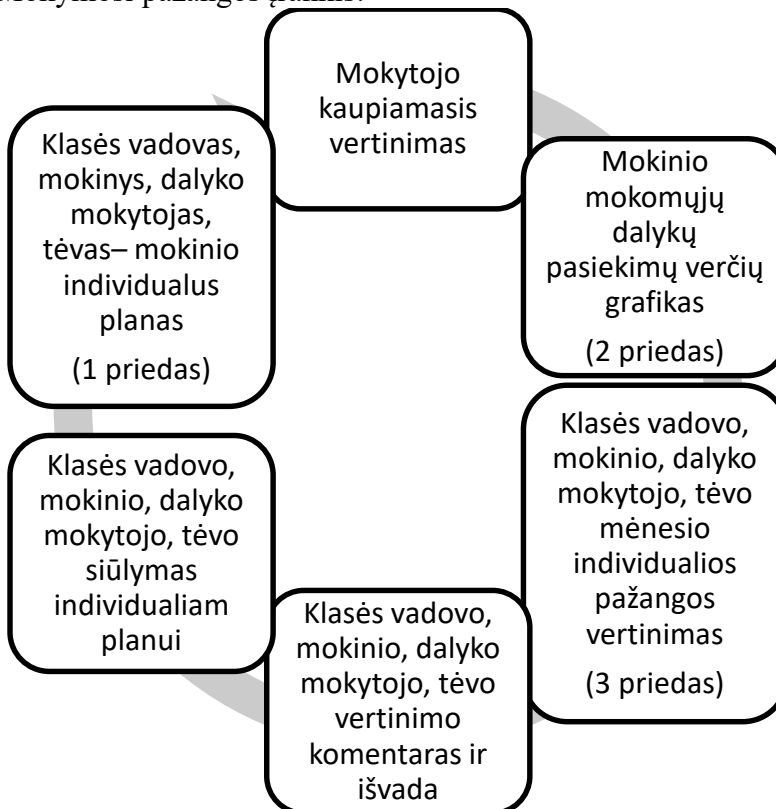 Mokymosi pažangos įrankis:
Mokytojo
kaupiamasis
vertinimas
Mokinio
mokomųjų
dalykų
pasiekimų verčių
grafikas
(2 priedas)
Klasės vadovo,
mokinio, dalyko
mokytojo, tėvo
mėnesio
individualios
pažangos
vertinimas
(3 priedas)
Klasės vadovo,
mokinio, dalyko
mokytojo, tėvo
vertinimo
komentaras ir
išvada
Klasės vadovo,
mokinio, dalyko
mokytojo, tėvo
siūlymas
individualiam
planui
Klasės vadovas,
mokinys, dalyko
mokytojas,
tėvas– mokinio
individualus
planas
(1 priedas)